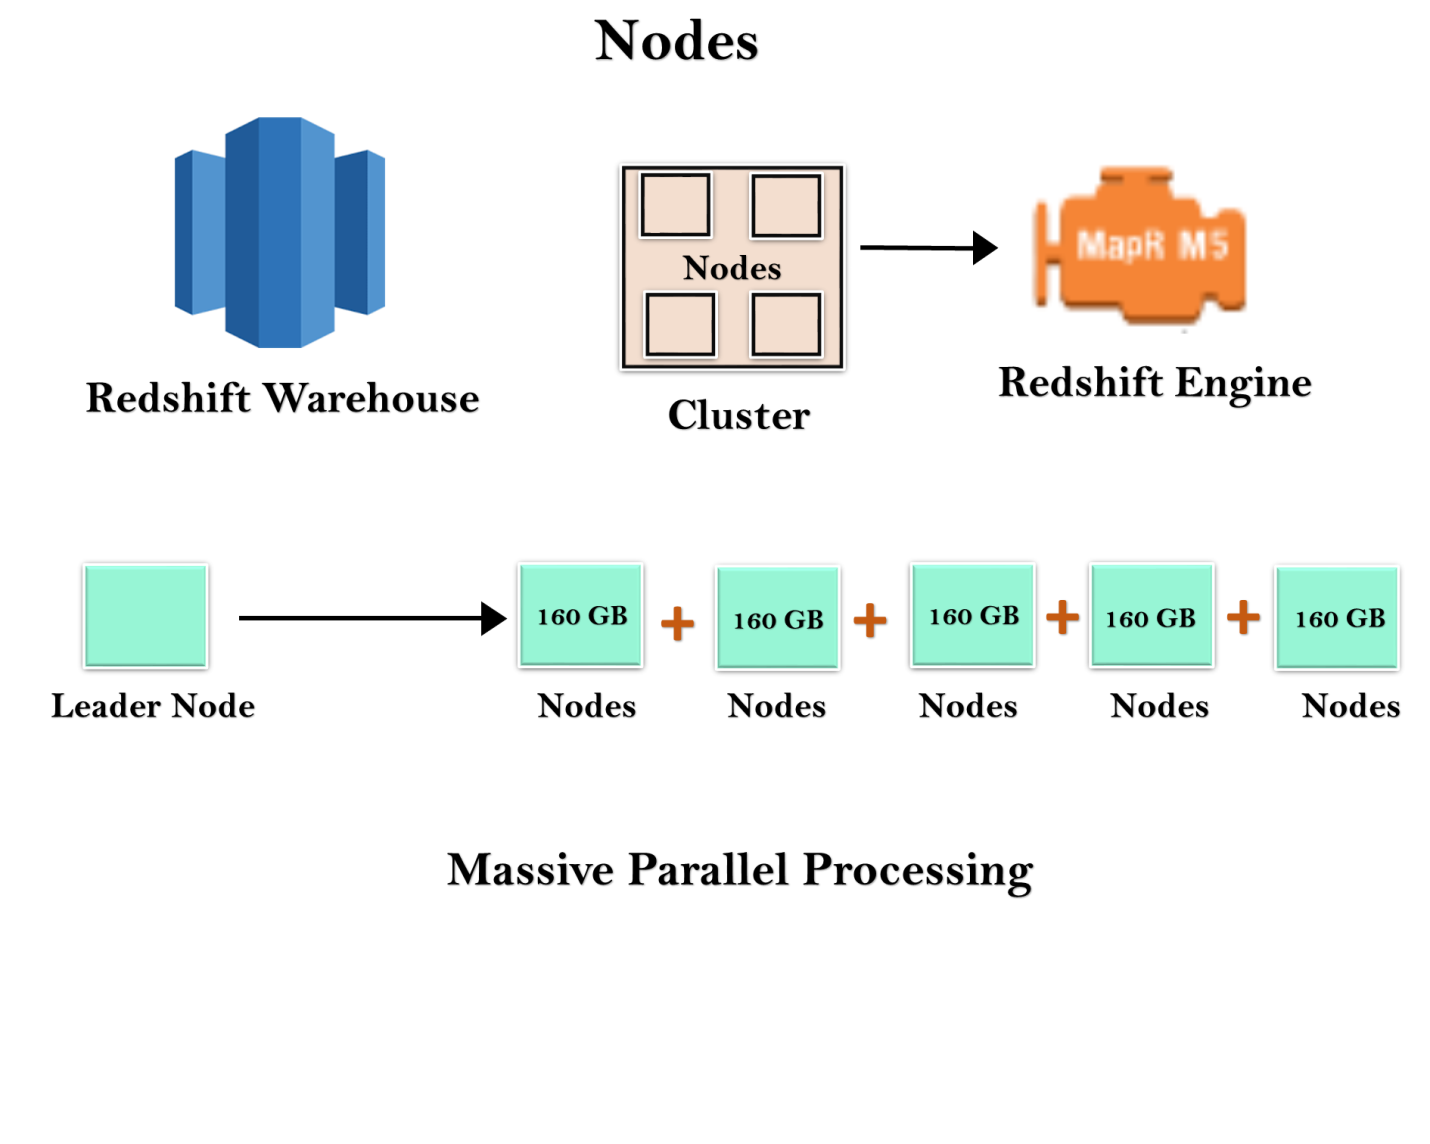 Nodes
Nodes
MapR M5
Redshift Warehouse
Cluster
Redshift Engine
160 GB
160 GB
160 GB
160 GB
160 GB
Leader Node
Nodes
Nodes
Nodes
Nodes
Nodes
Massive Parallel Processing